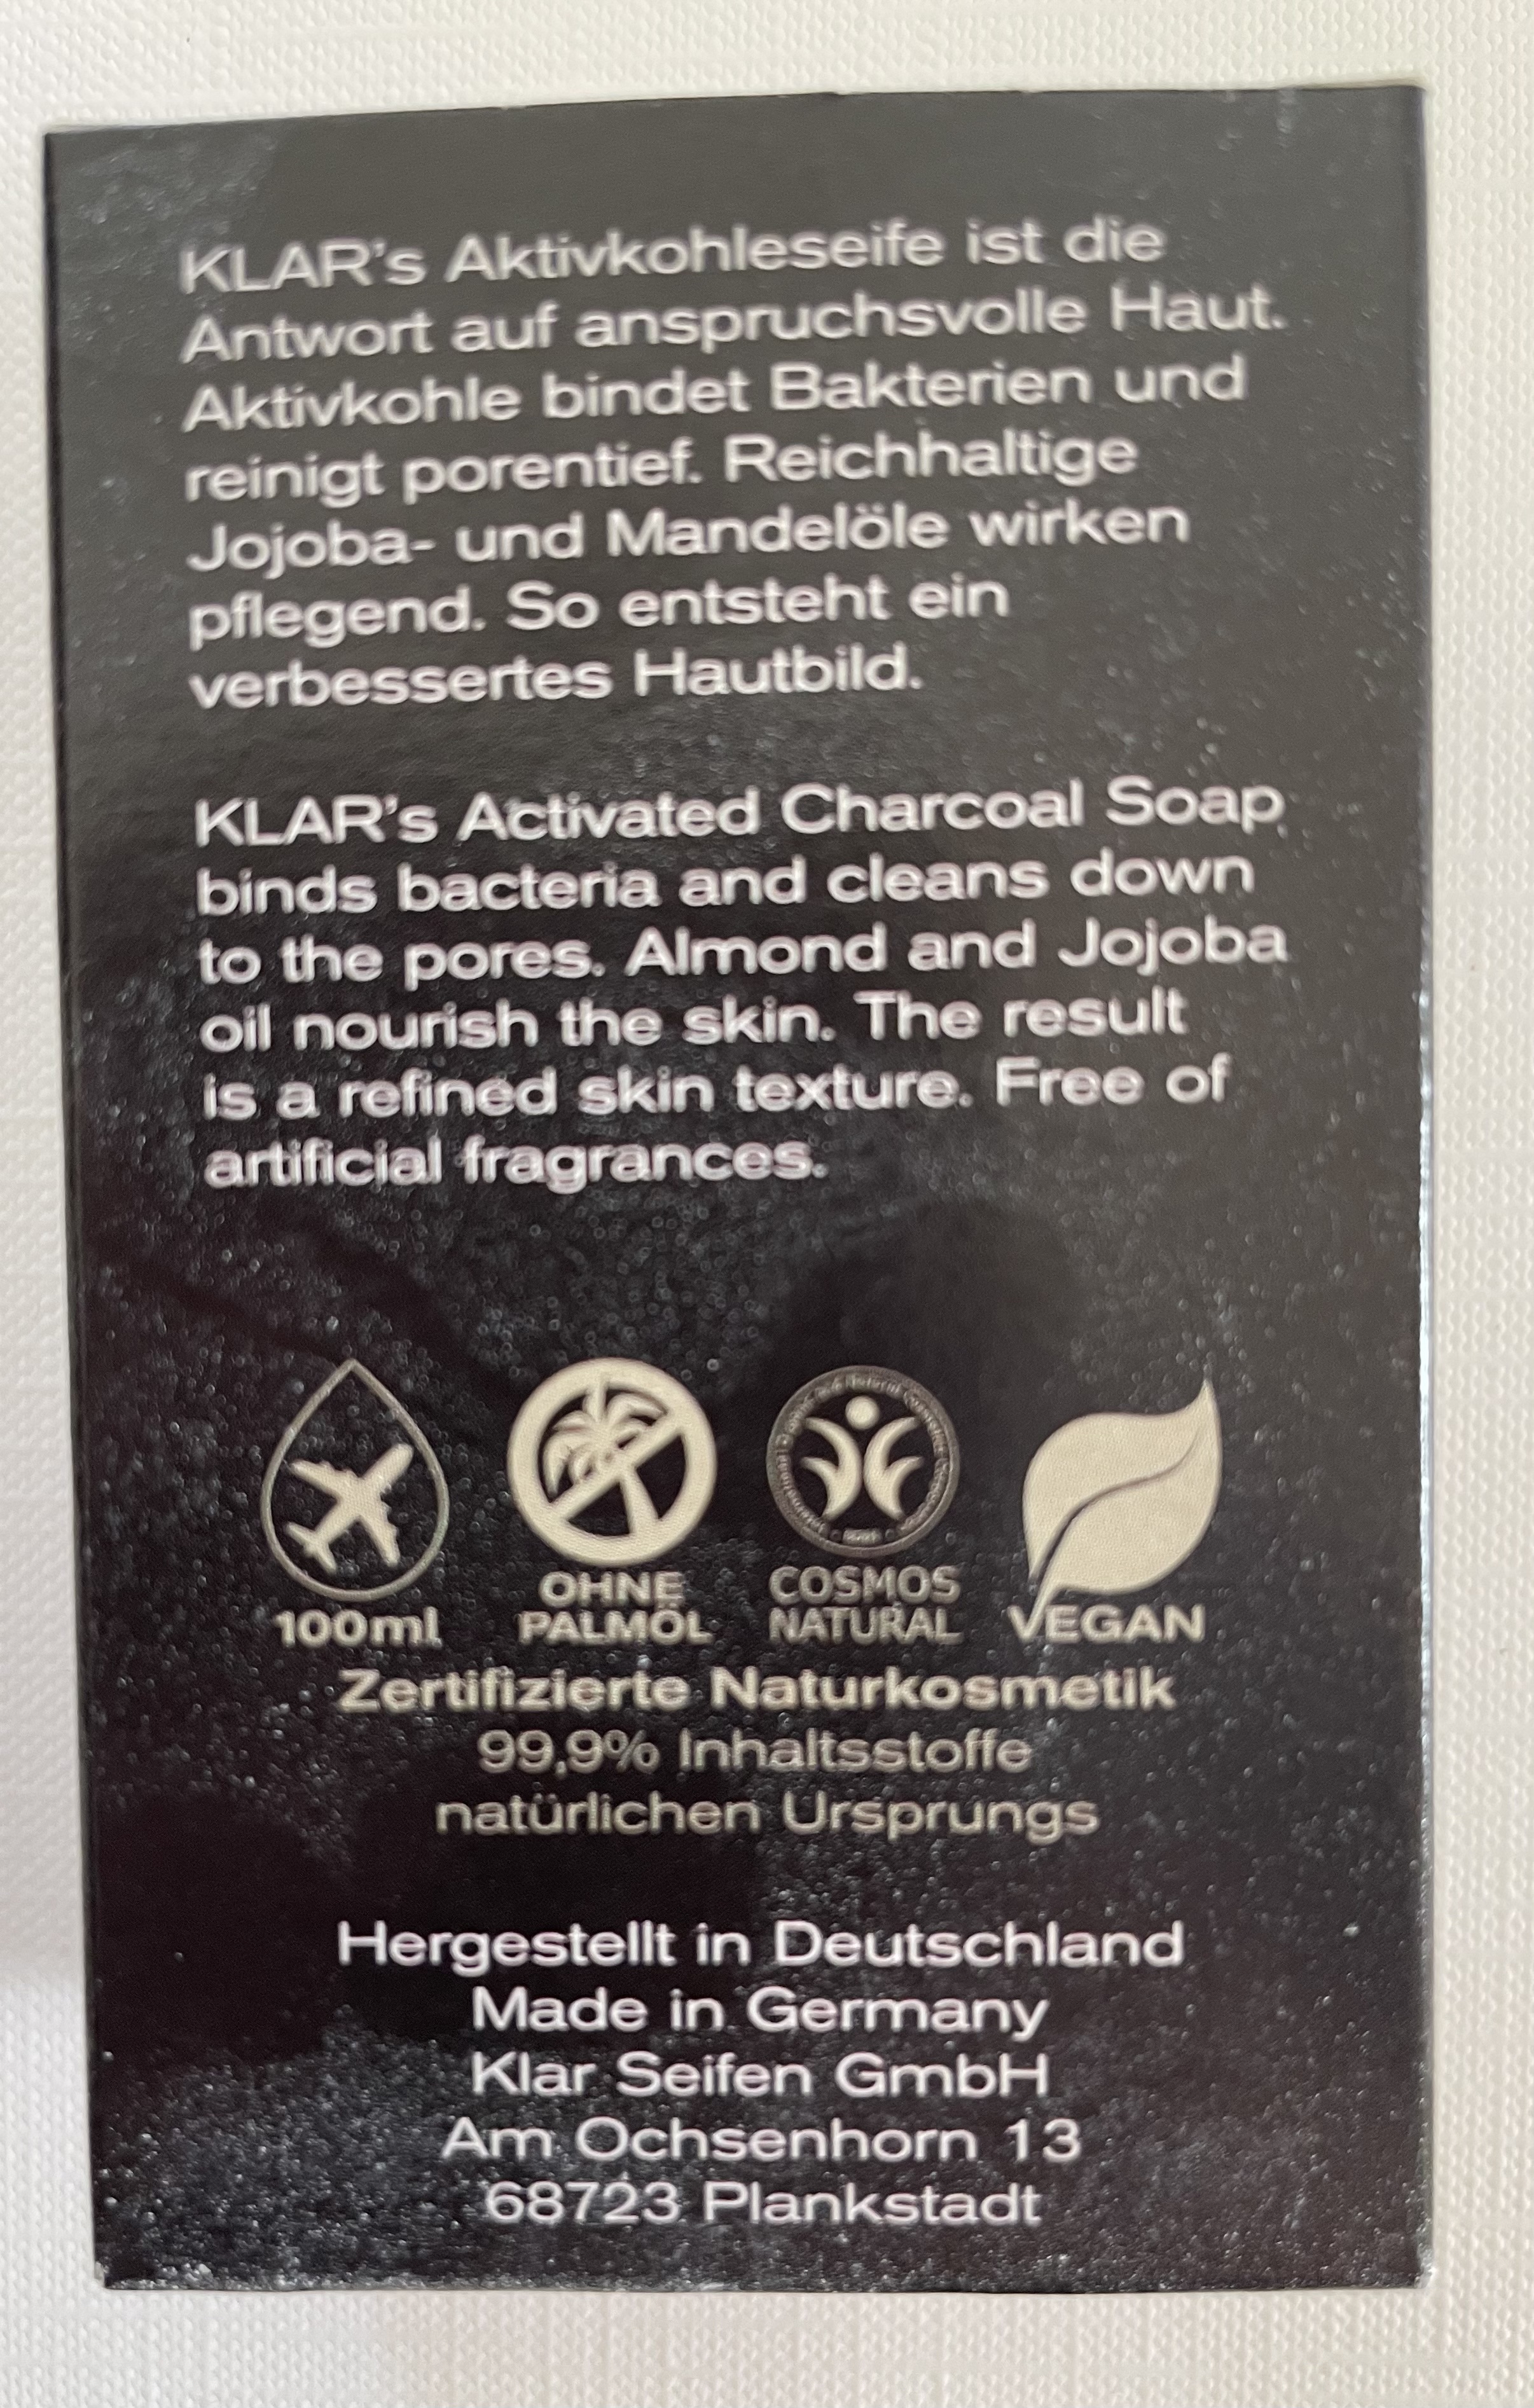 KLAR's Aktivkohleseife ist die
Antwort auf anspruchsvolle Haut.
Aktivkohle bindet Bakterien und
reinigt porentief. Reichhaltige
Jojoba- und Mandelöle wirken
pflegend. So entsteht ein
verbessertes Hautbild.
KLAR's Activated Charcoal Soap
binds bacteria and cleans down
to the pores. Almond and Jojoba
oil nourish the skin. The result
is a refined skin texture. Free of
artificial fragrances.
100ml
OHNE
PALMÖL
COSMOS
NATURAL
VEGAN
Zertifizierte Naturkosmetik
99,9% Inhaltsstoffe
natürlichen Ursprungs
Hergestellt in Deutschland
Made in Germany
Klar Seifen GmbH
Am Ochsenhorn 13
68723 Plankstadt